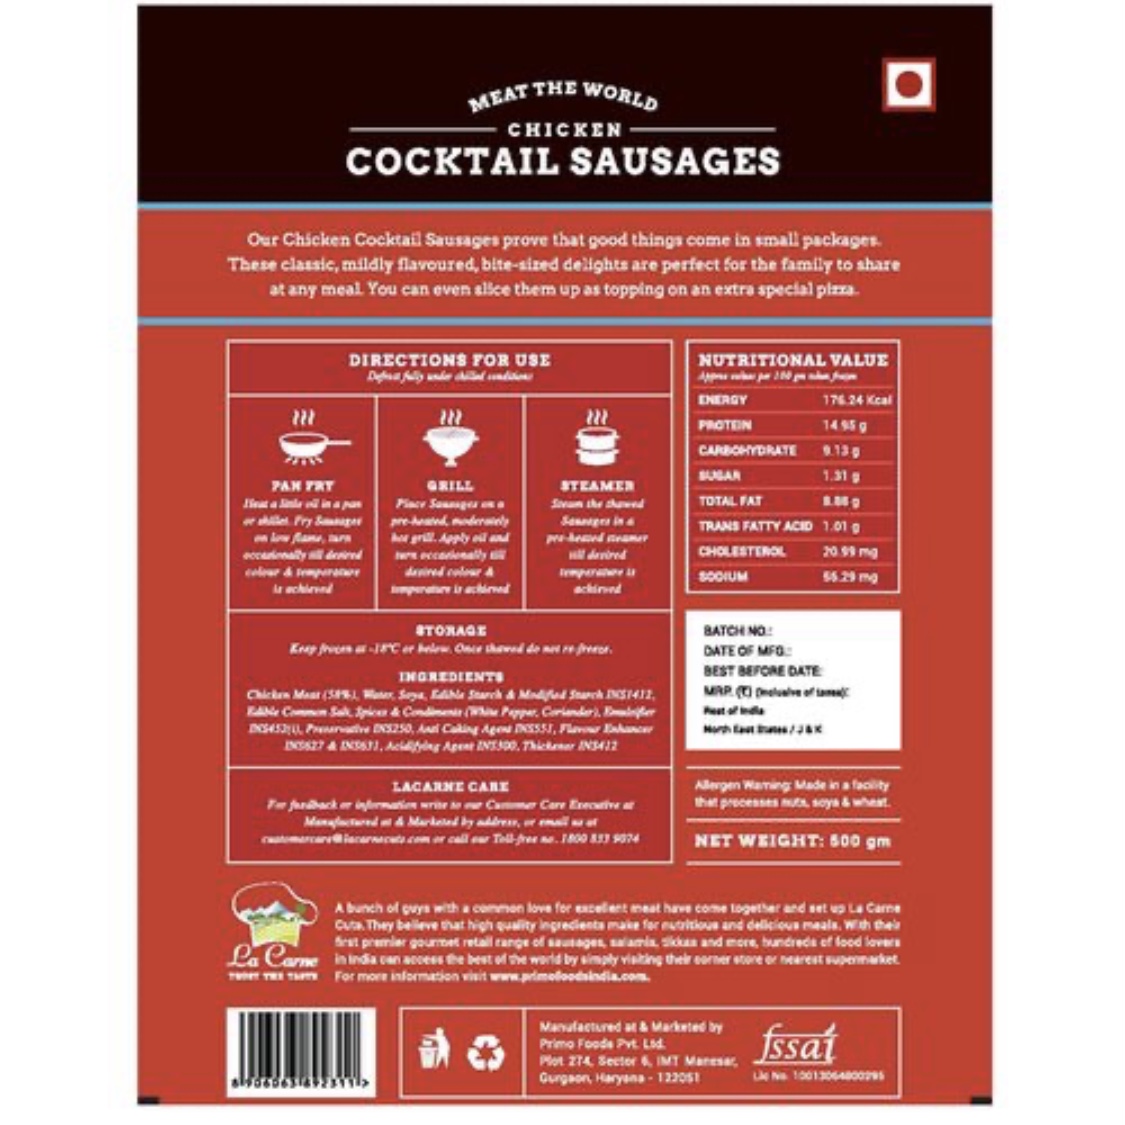 MEAT THE WORLD
CHICKEN
COCKTAIL SAUSAGES
Our Chicken Cocktail Sausages prove that good things come in small packages.
These classic, mildly flavoured, bite-sized delights are perfect for the family to share
at any meal. You can even slice them up as topping on an extra special pizza.
DIRECTIONS FOR USE
Defrost fully under chilled conditions
PAN FRY
Heat a little oil in a pan
or skillet. Fry Sausages
on low flame, turn
occasionally till desired
colour & temperature
is achieved
GRILL
Place Sausages on a
pre-heated, moderately
hot grill. Apply oil and
turn occasionally till
desired colour &
temperature is achieved
STEAMER
Steam the thawed
Sausages in a
pre-heated steamer
till desired
temperature is
achieved
STORAGE
Keep frozen at -18°C or below. Once thawed do not re-freeze.
INGREDIENTS
Chicken Meat (58%), Water, Soya, Edible Starch & Modified Starch INS1412,
Edible Common Salt, Spices & Condiments (White Pepper, Coriander), Emulsifier
INS452(i), Preservative INS250, Anti Caking Agent INS551, Flavour Enhancer
INS627 & INS631, Acidifying Agent INS300, Thickener INS412
LACARNE CARE
For feedback or information write to our Customer Care Executive at
Manufactured at & Marketed by address, or email us at
customercare@lacarnecuts.com or call our Toll-free no. 1800 833 9074
NUTRITIONAL VALUE
Approx values per 100 gm
ENERGY 176.24 Kcal
PROTEIN 14.95 g
CARBOHYDRATE 9.13 g
SUGAR 1.31 g
TOTAL FAT 8.88 g
TRANS FATTY ACID 1.01 g
CHOLESTEROL 20.99 mg
SODIUM 56.29 mg
BATCH NO.:
DATE OF MFG.:
BEST BEFORE DATE:
MRP. (₹) (Inclusive of taxes):
Rest of India
North East States / J & K
Allergen Warning: Made in a facility
that processes nuts, soya & wheat.
NET WEIGHT: 500 gm
La Carne
TRUST THE TASTE
A bunch of guys with a common love for excellent meat have come together and set up La Carne
Cuts. They believe that high quality ingredients make for nutritious and delicious meals. With their
first premier gourmet retail range of sausages, salamis, tikkas and more, hundreds of food lovers
in India can access the best of the world by simply visiting their corner store or nearest supermarket.
For more information visit www.primofoodsindia.com.
8 906063 892311 >
Manufactured at & Marketed by
Primo Foods Pvt. Ltd.
Plot 274, Sector 6, IMT Manesar,
Gurgaon, Haryana - 122051
fssai
Lic No. 10013064000295